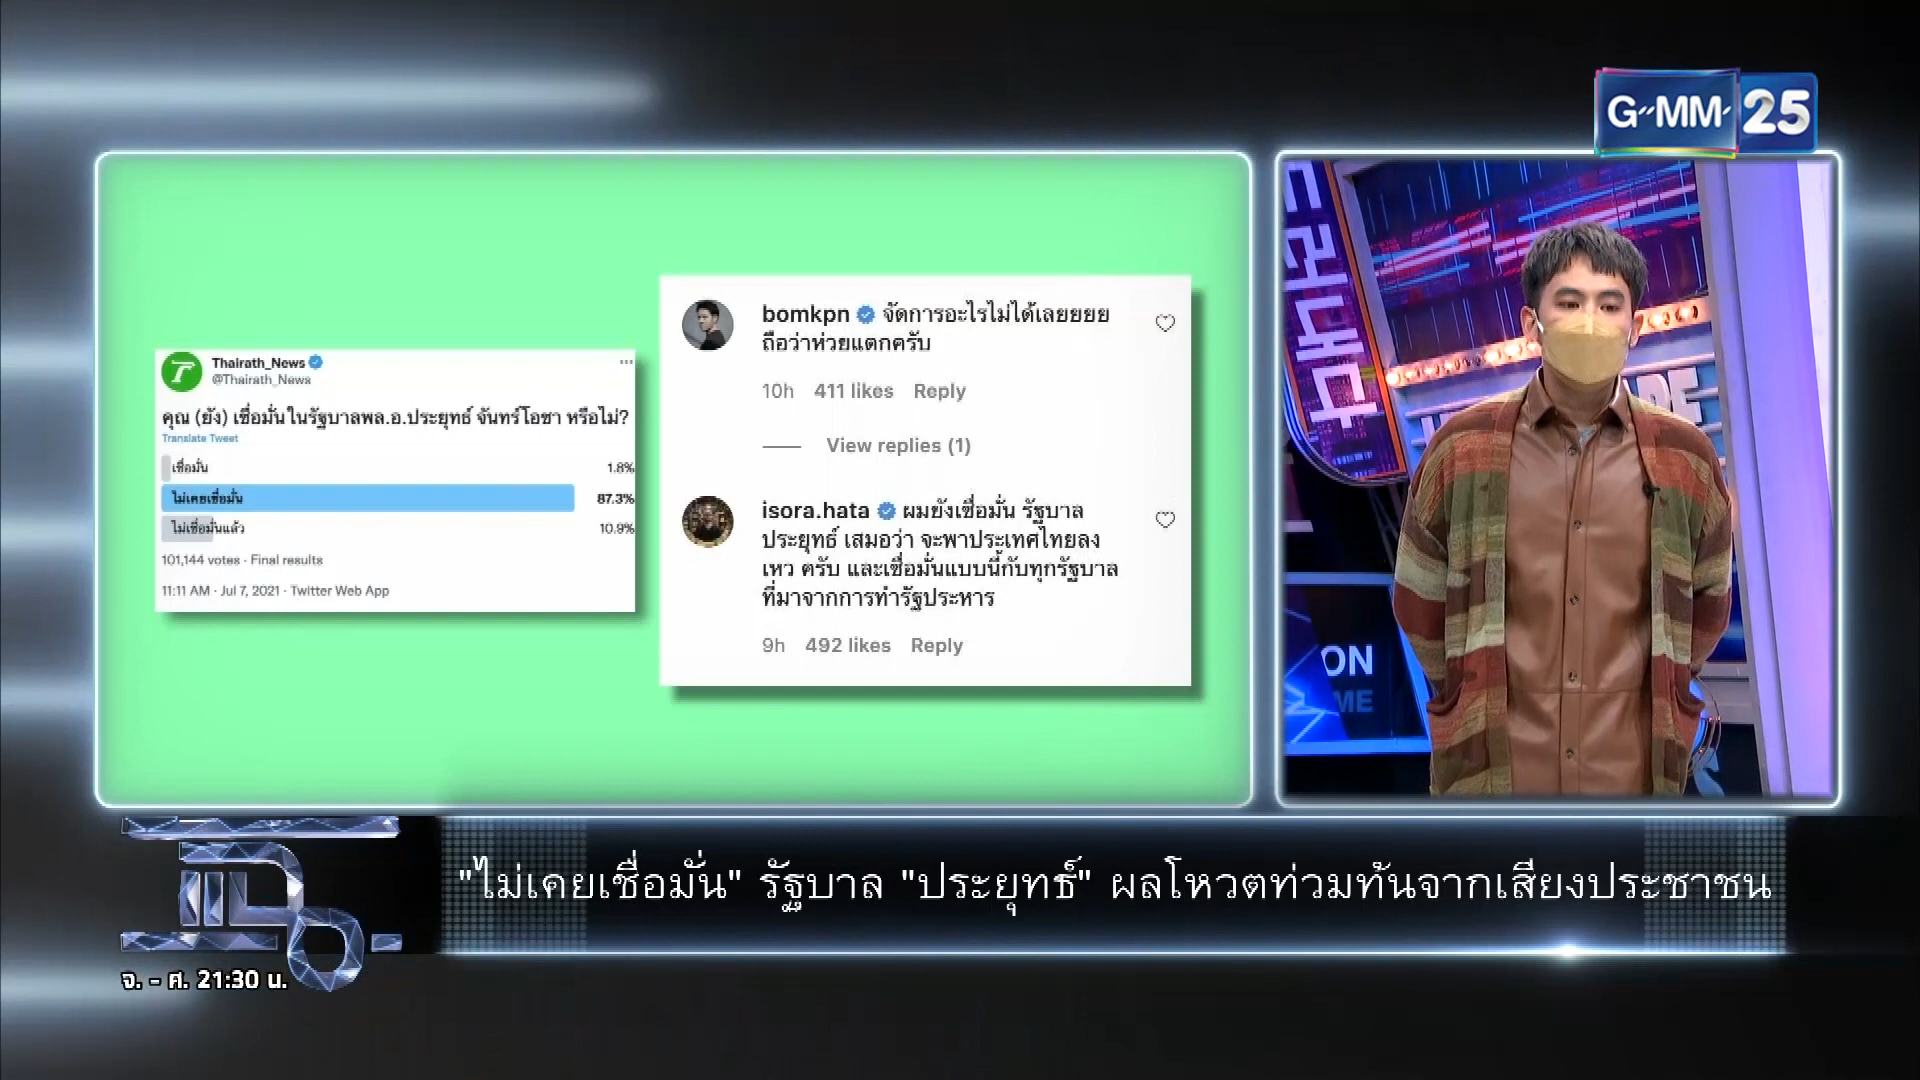 G"MM' 25
Thairath_News
@Thairath_News
คุณ (ยัง) เชื่อมั่นในรัฐบาลพล.อ.ประยุทธ์ จันทร์โอชา หรือไม่?
Translate Tweet
เชื่อมั่น 1.8%
ไม่เคยเชื่อมั่น 87.3%
ไม่เชื่อมั่นแล้ว 10.9%
101,144 votes · Final results
11:11 AM · Jul 7, 2021 · Twitter Web App
bomkpn จัดการอะไรไม่ได้เลยยยย
ถือว่าห่วยแตกครับ
10h 411 likes Reply
View replies (1)
isora.hata ผมยังเชื่อมั่น รัฐบาล
ประยุทธ์ เสมอว่า จะพาประเทศไทยลง
เหว ครับ และเชื่อมั่นแบบนี้กับทุกรัฐบาล
ที่มาจากการทำรัฐประหาร
9h 492 likes Reply
ON
ME
"ไม่เคยเชื่อมั่น" รัฐบาล "ประยุทธ์" ผลโหวตท่วมท้นจากเสียงประชาชน
จ. - ศ. 21:30 น.